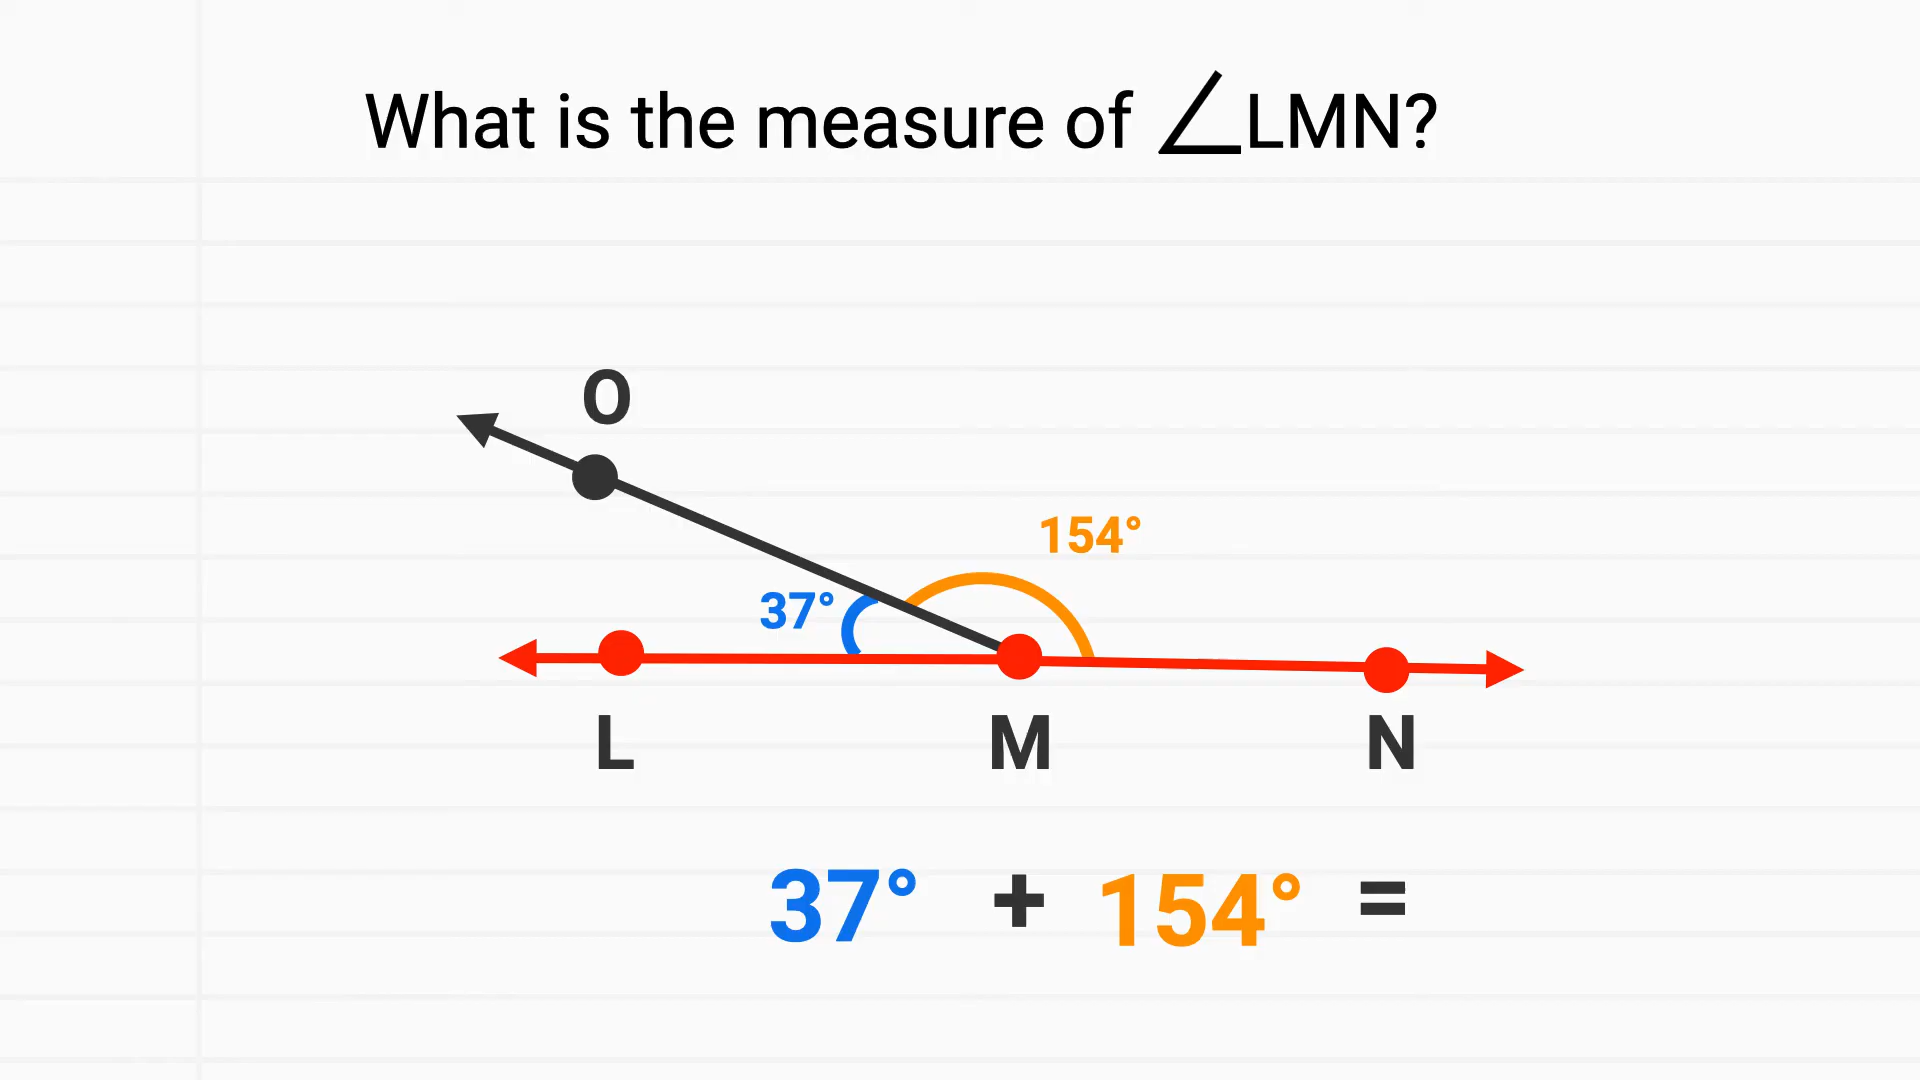 What is the measure of ∠LMN?
O
154°
37°
L M N
37° + 154° =